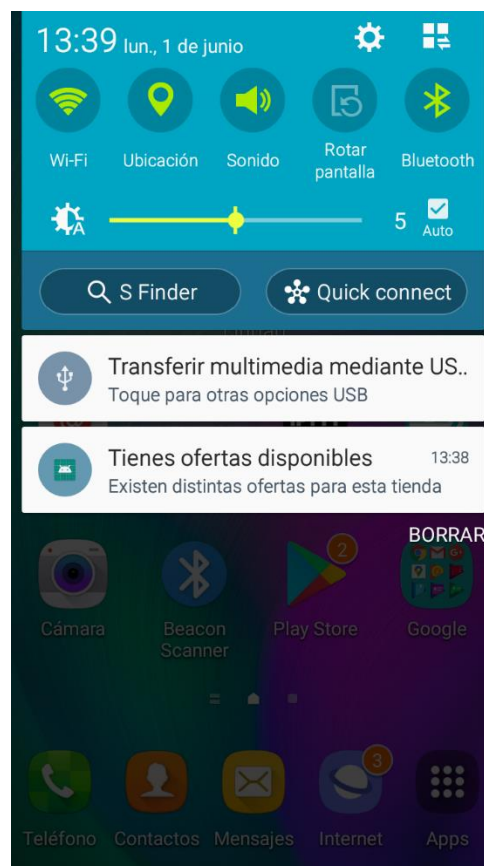 13:39 lun., 1 de junio
Wi-Fi
Ubicación
Sonido
Rotar
pantalla
Bluetooth
A
5
Auto
S Finder
Quick connect
Transferir multimedia mediante US..
Toque para otras opciones USB
Tienes ofertas disponibles 13:38
Existen distintas ofertas para esta tienda
BORRAR
2
Cámara
Beacon
Scanner
Play Store
Google
3
Teléfono
Contactos
Mensajes
Internet
Apps